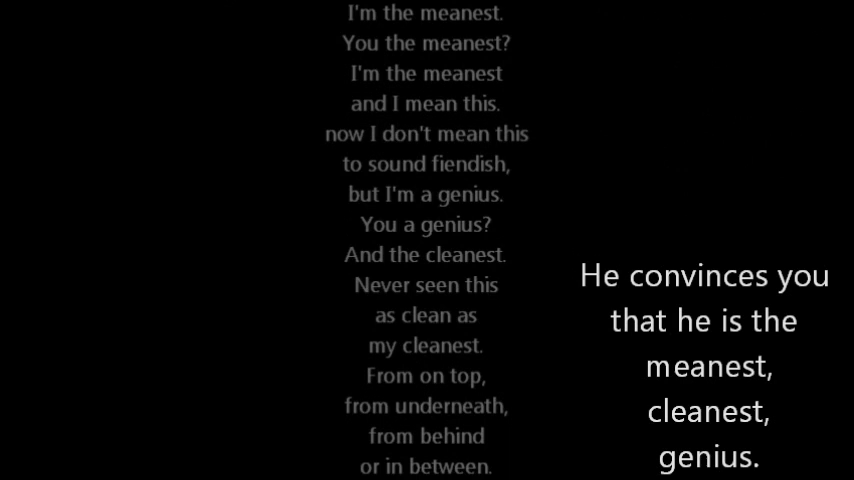 I'm the meanest.
You the meanest?
I'm the meanest
and I mean this.
now I don't mean this
to sound fiendish,
but I'm a genius.
You a genius?
And the cleanest.
Never seen this
as clean as
my cleanest.
From on top,
from underneath,
from behind
or in between.
He convinces you
that he is the
meanest,
cleanest,
genius.